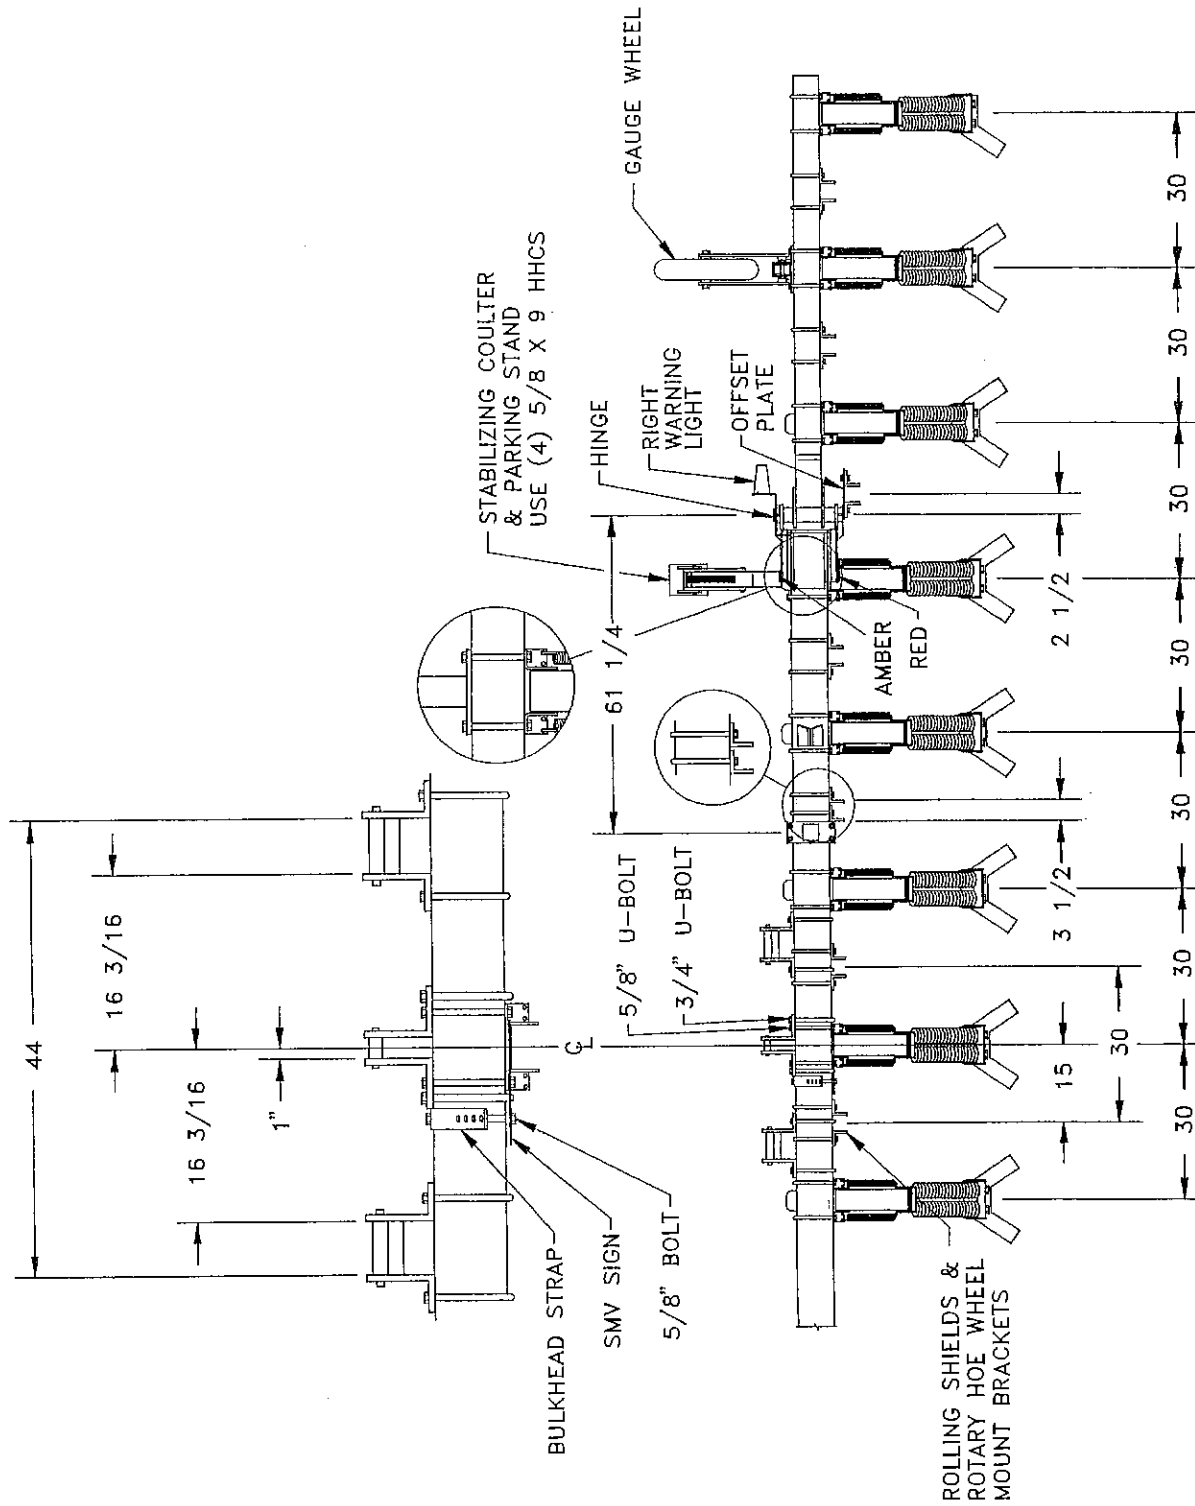 44
16 3/16
16 3/16
1"
BULKHEAD STRAP
SMV SIGN
5/8" BOLT
℄
5/8" U-BOLT
3/4" U-BOLT
61 1/4
STABILIZING COULTER
& PARKING STAND
USE (4) 5/8 X 9 HHCS
HINGE
RIGHT
WARNING
LIGHT
OFFSET
PLATE
GAUGE WHEEL
AMBER
RED
ROLLING SHIELDS &
ROTARY HOE WHEEL
MOUNT BRACKETS
15
30
3 1/2
2 1/2
30
30
30
30
30
30
30